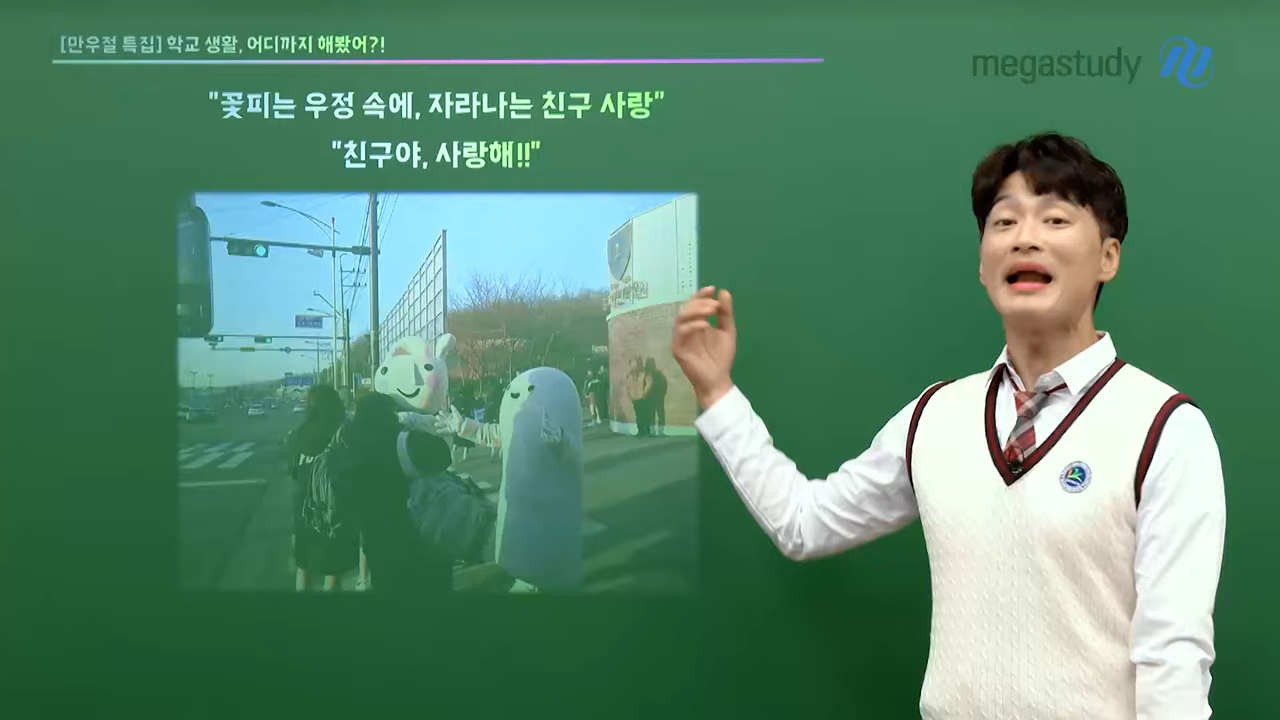 [만우절 특집] 학교 생활, 어디까지 해봤어?!
megastudy
"꽃피는 우정 속에, 자라나는 친구 사랑"
"친구야, 사랑해!!"